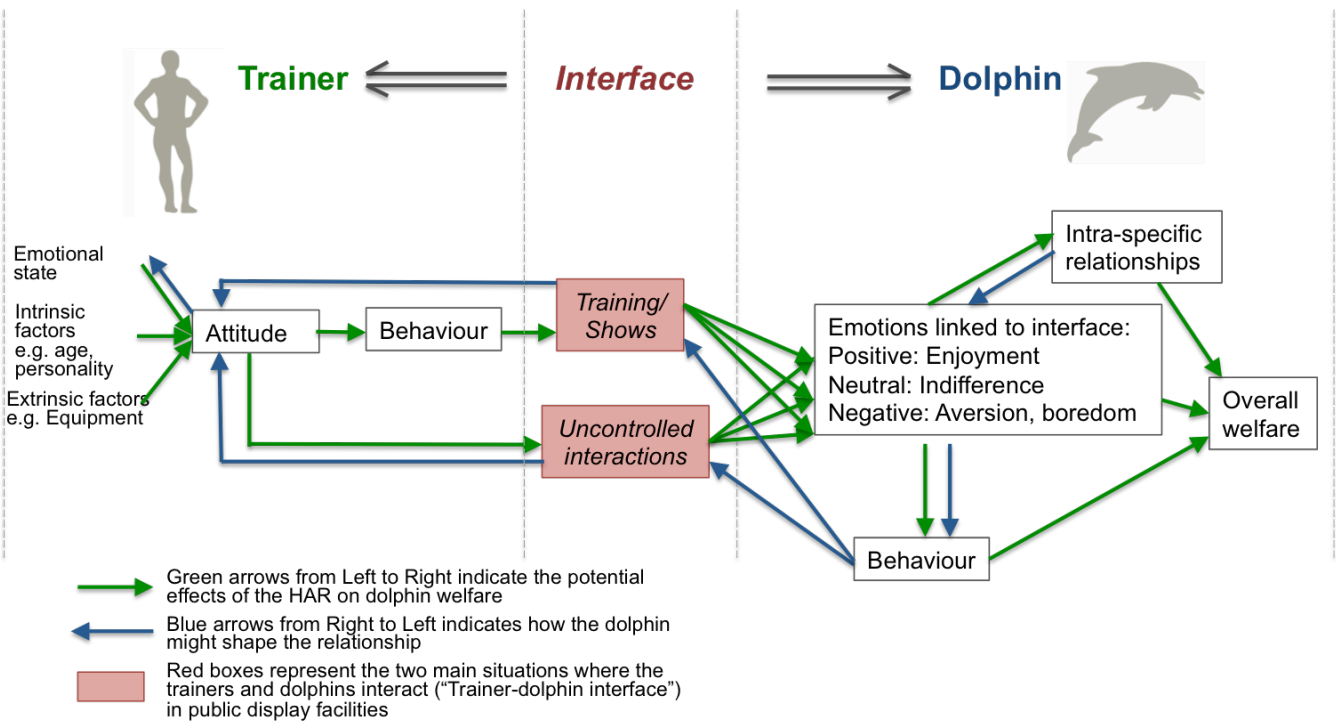 Trainer
Interface
Dolphin
Emotional
state
Intrinsic
factors
e.g. age,
personality
Extrinsic factors
e.g. Equipment
Attitude
Behaviour
Training/
Shows
Uncontrolled
interactions
Intra-specific
relationships
Emotions linked to interface:
Positive: Enjoyment
Neutral: Indifference
Negative: Aversion, boredom
Overall
welfare
Behaviour
Green arrows from Left to Right indicate the potential
effects of the HAR on dolphin welfare
Blue arrows from Right to Left indicates how the dolphin
might shape the relationship
Red boxes represent the two main situations where the
trainers and dolphins interact (“Trainer-dolphin interface”)
in public display facilities